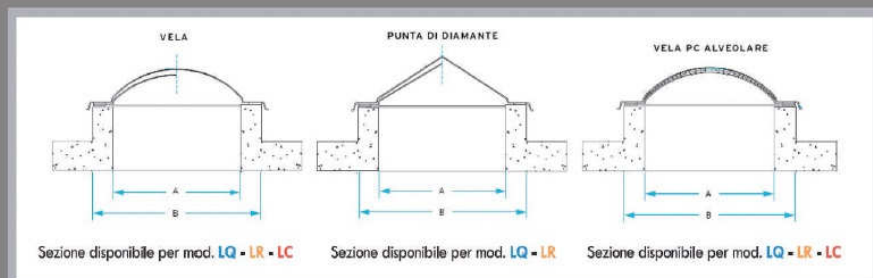 VELA
A
B
Sezione disponibile per mod. LQ - LR - LC
PUNTA DI DIAMANTE
A
B
Sezione disponibile per mod. LQ - LR
VELA PC ALVEOLARE
A
B
Sezione disponibile per mod. LQ - LR - LC